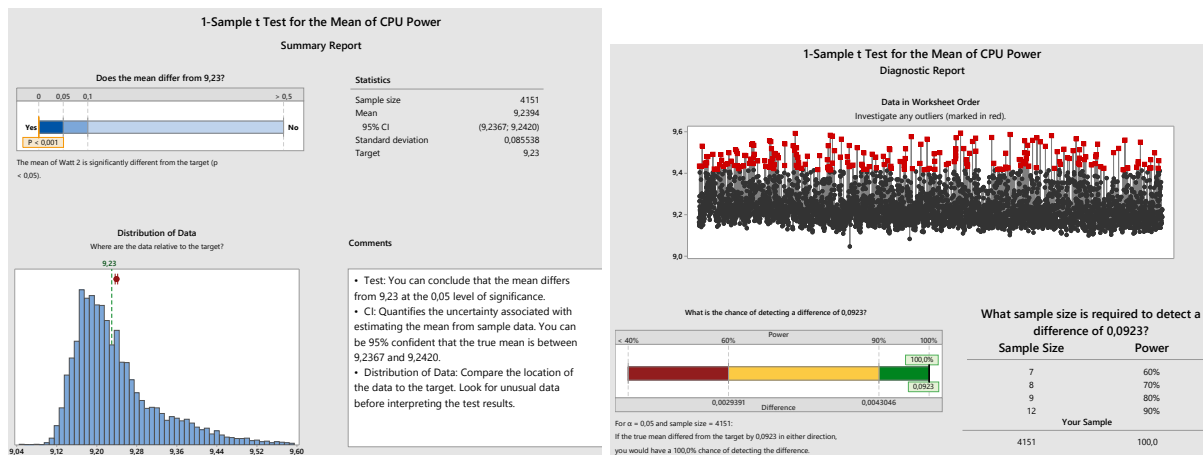 1-Sample t Test for the Mean of CPU Power
Summary Report
Does the mean differ from 9,23?
0 0,05 0,1 > 0,5
Yes No
P < 0,001
The mean of Watt 2 is significantly different from the target (p
< 0,05).
Statistics
Sample size 4151
Mean 9,2394
95% CI (9,2367; 9,2420)
Standard deviation 0,085538
Target 9,23
Distribution of Data
Where are the data relative to the target?
9,23
9,04 9,12 9,20 9,28 9,36 9,44 9,52 9,60
Comments
• Test: You can conclude that the mean differs
from 9,23 at the 0,05 level of significance.
• CI: Quantifies the uncertainty associated with
estimating the mean from sample data. You can
be 95% confident that the true mean is between
9,2367 and 9,2420.
• Distribution of Data: Compare the location of
the data to the target. Look for unusual data
before interpreting the test results.
1-Sample t Test for the Mean of CPU Power
Diagnostic Report
Data in Worksheet Order
Investigate any outliers (marked in red).
9,6
9,4
9,2
9,0
What is the chance of detecting a difference of 0,0923?
Power
< 40% 60% 90% 100%
100,0%
0,0923
0,0029391 0,0043046
Difference
For α = 0,05 and sample size = 4151:
If the true mean differed from the target by 0,0923 in either direction,
you would have a 100,0% chance of detecting the difference.
What sample size is required to detect a
difference of 0,0923?
Sample Size Power
7 60%
8 70%
9 80%
12 90%
Your Sample
4151 100,0